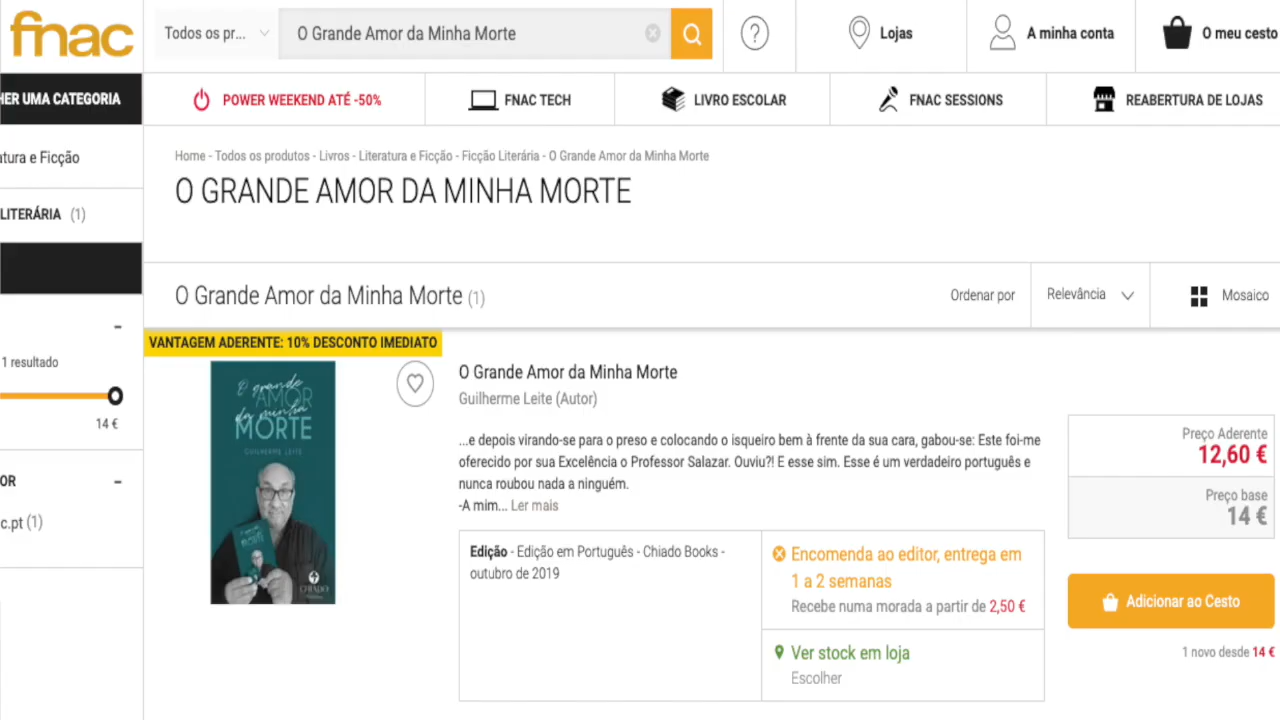 fnac
Todos os pr...
O Grande Amor da Minha Morte
?
Lojas
A minha conta
O meu cesto
HER UMA CATEGORIA
POWER WEEKEND ATÉ -50%
FNAC TECH
LIVRO ESCOLAR
FNAC SESSIONS
REABERTURA DE LOJAS
atura e Ficção
LITERÁRIA (1)
1 resultado
14 €
OR
c.pt (1)
Home - Todos os produtos - Livros - Literatura e Ficção - Ficção Literária - O Grande Amor da Minha Morte
O GRANDE AMOR DA MINHA MORTE
O Grande Amor da Minha Morte (1)
Ordenar por
Relevância
Mosaico
VANTAGEM ADERENTE: 10% DESCONTO IMEDIATO
O grande
AMOR
da minha
MORTE
GUILHERME LEITE
CHIADO
O Grande Amor da Minha Morte
Guilherme Leite (Autor)
...e depois virando-se para o preso e colocando o isqueiro bem à frente da sua cara, gabou-se: Este foi-me
oferecido por sua Excelência o Professor Salazar. Ouviu?! E esse sim. Esse é um verdadeiro português e
nunca roubou nada a ninguém.
-A mim... Ler mais
Edição - Edição em Português - Chiado Books -
outubro de 2019
Encomenda ao editor, entrega em
1 a 2 semanas
Recebe numa morada a partir de 2,50 €
Ver stock em loja
Escolher
Preço Aderente
12,60 €
Preço base
14 €
Adicionar ao Cesto
1 novo desde 14 €